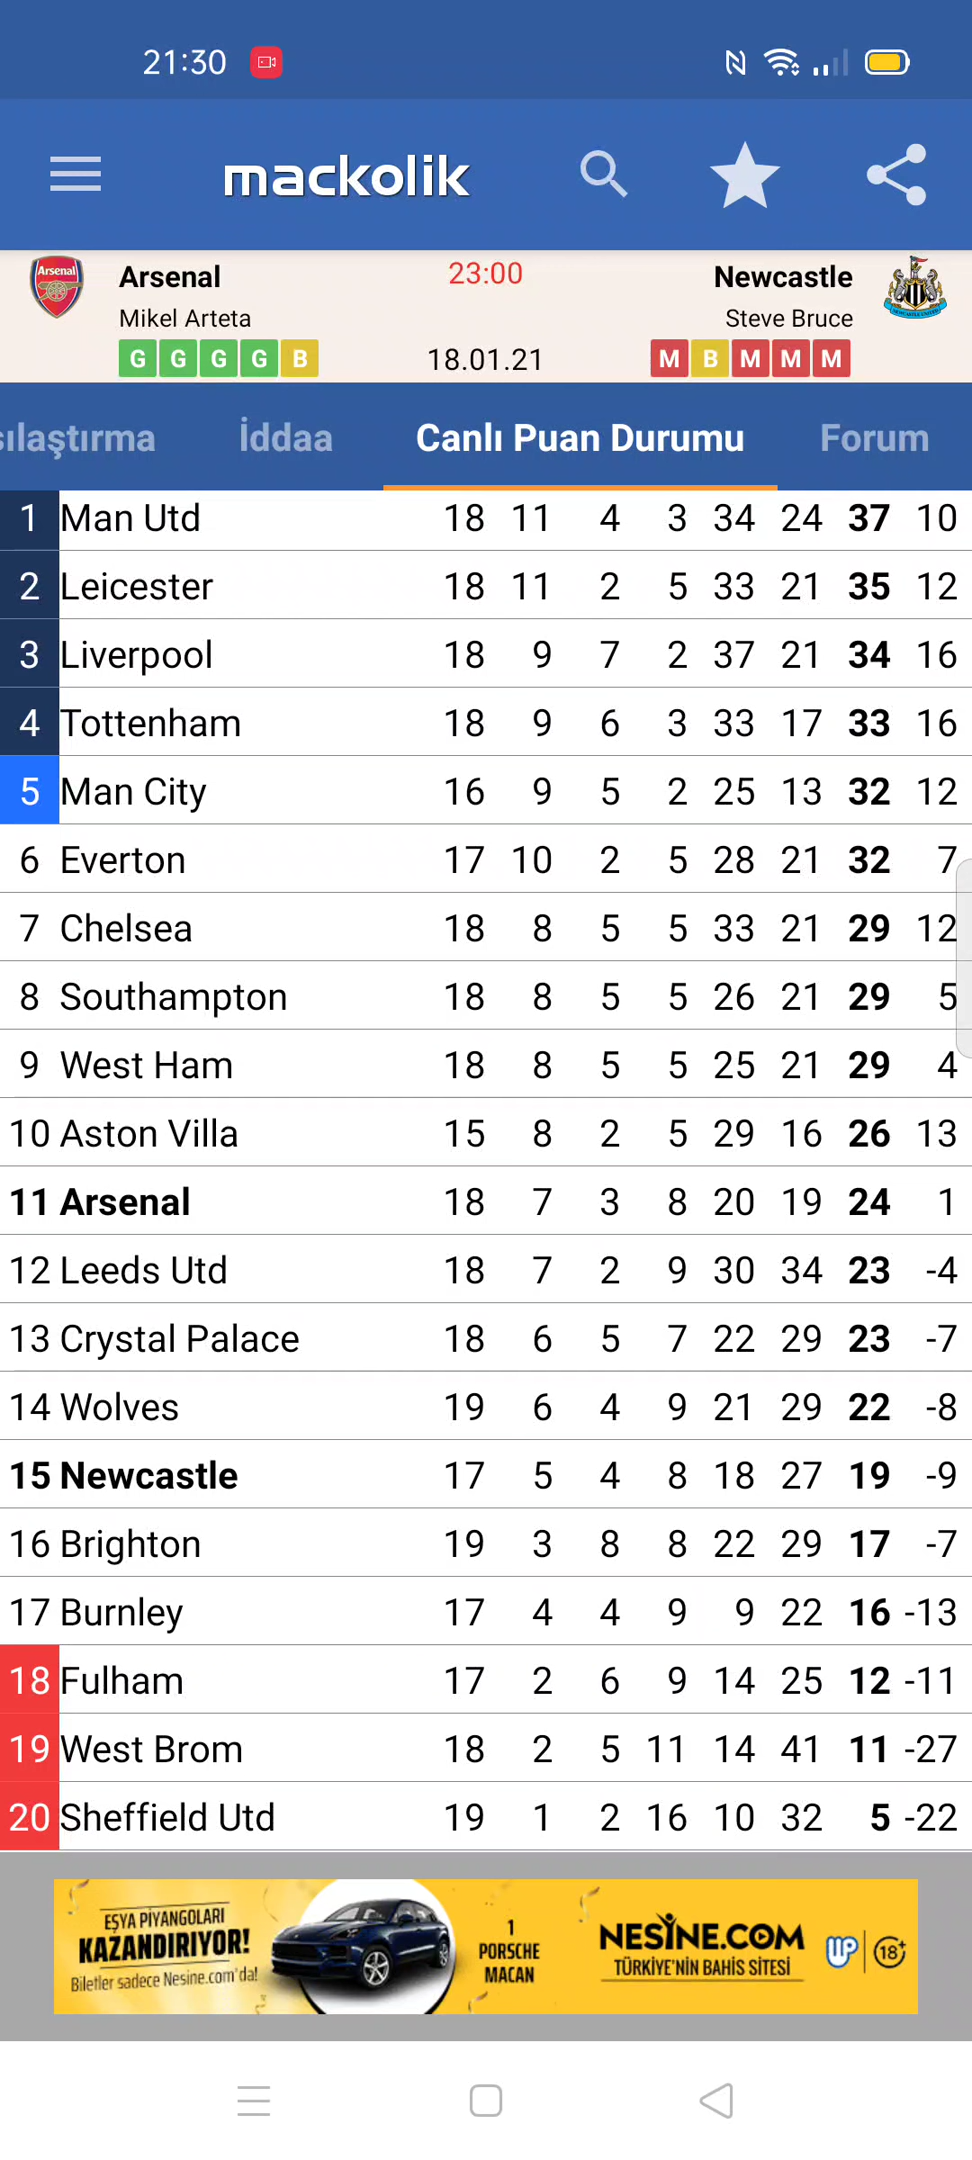 21:30
mackolik
Arsenal 23:00 Newcastle
Mikel Arteta Steve Bruce
G G G G B 18.01.21 M B M M M
sılaştırma İddaa Canlı Puan Durumu Forum
1 Man Utd 18 11 4 3 34 24 37 10
2 Leicester 18 11 2 5 33 21 35 12
3 Liverpool 18 9 7 2 37 21 34 16
4 Tottenham 18 9 6 3 33 17 33 16
5 Man City 16 9 5 2 25 13 32 12
6 Everton 17 10 2 5 28 21 32 7
7 Chelsea 18 8 5 5 33 21 29 12
8 Southampton 18 8 5 5 26 21 29 5
9 West Ham 18 8 5 5 25 21 29 4
10 Aston Villa 15 8 2 5 29 16 26 13
11 Arsenal 18 7 3 8 20 19 24 1
12 Leeds Utd 18 7 2 9 30 34 23 -4
13 Crystal Palace 18 6 5 7 22 29 23 -7
14 Wolves 19 6 4 9 21 29 22 -8
15 Newcastle 17 5 4 8 18 27 19 -9
16 Brighton 19 3 8 8 22 29 17 -7
17 Burnley 17 4 4 9 9 22 16 -13
18 Fulham 17 2 6 9 14 25 12 -11
19 West Brom 18 2 5 11 14 41 11 -27
20 Sheffield Utd 19 1 2 16 10 32 5 -22
EŞYA PİYANGOLARI
KAZANDIRIYOR!
Biletler sadece Nesine.com'da!
1
PORSCHE
MACAN
NESİNE.COM
TÜRKİYE'NİN BAHİS SİTESİ
UP 18+